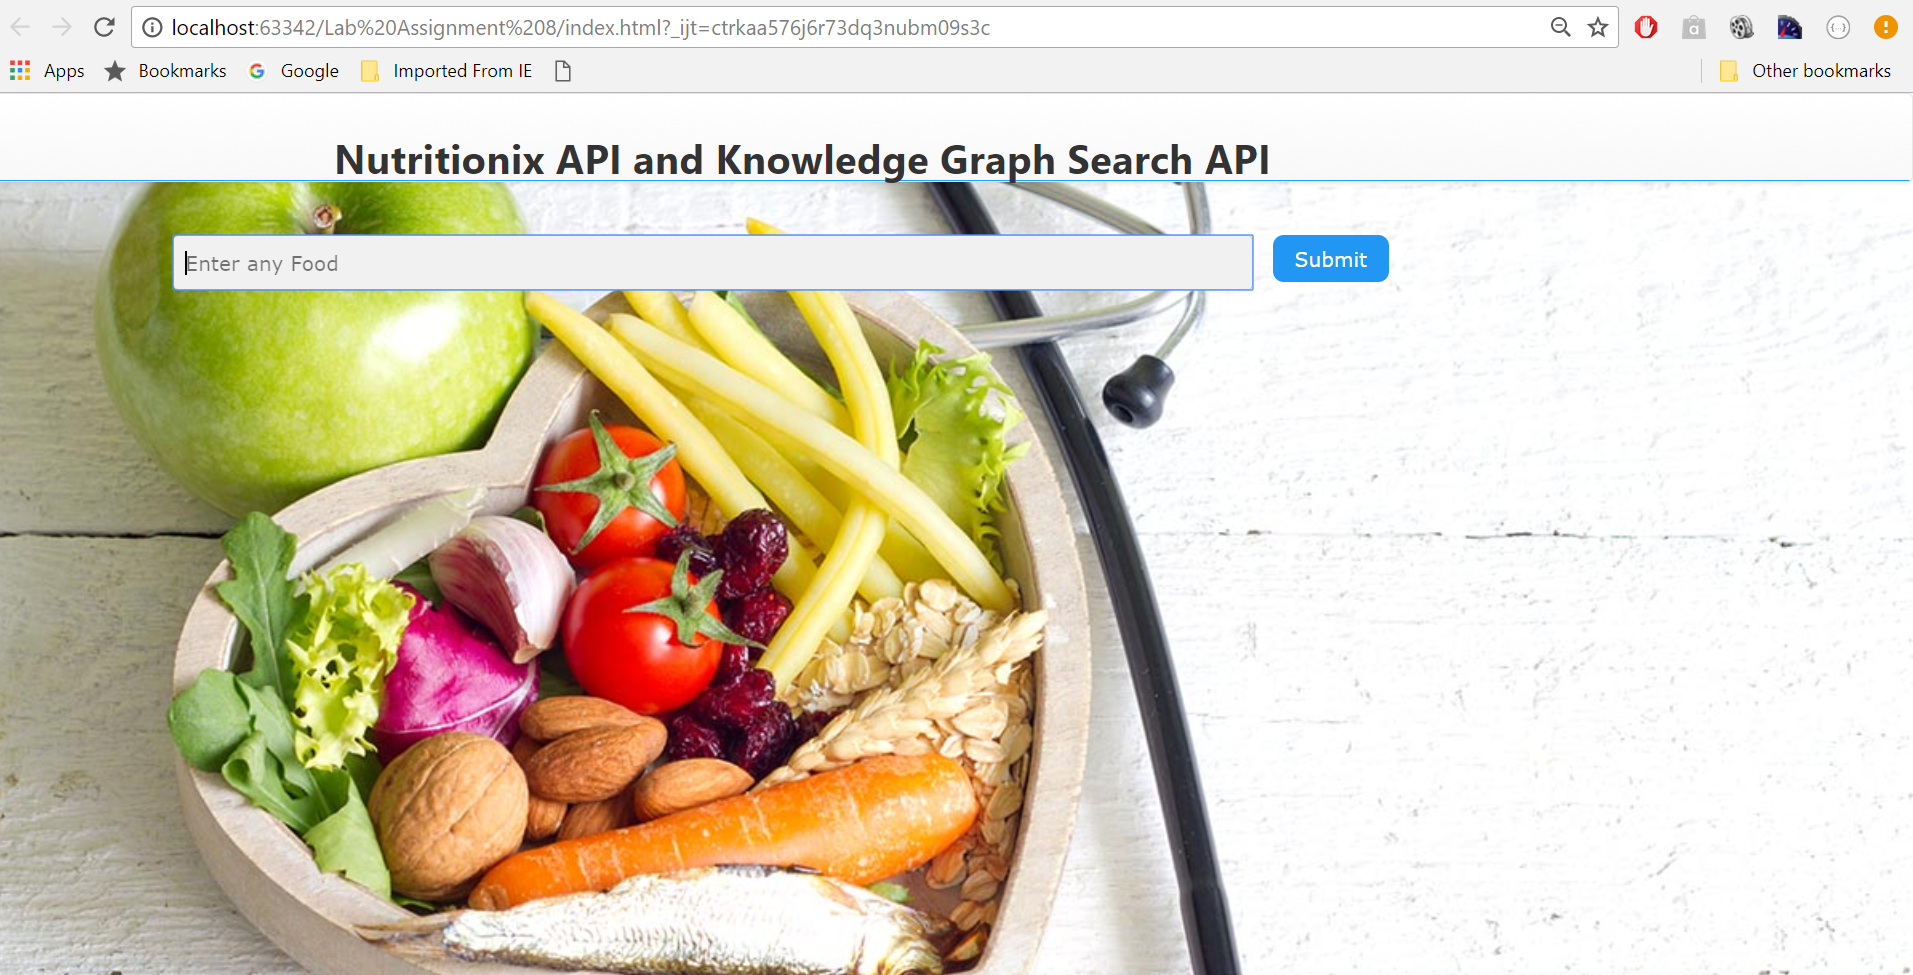 localhost:63342/Lab%20Assignment%208/index.html?_ijt=ctrkaa576j6r73dq3nubm09s3c
Apps Bookmarks Google Imported From IE Other bookmarks
Nutritionix API and Knowledge Graph Search API
Enter any Food Submit